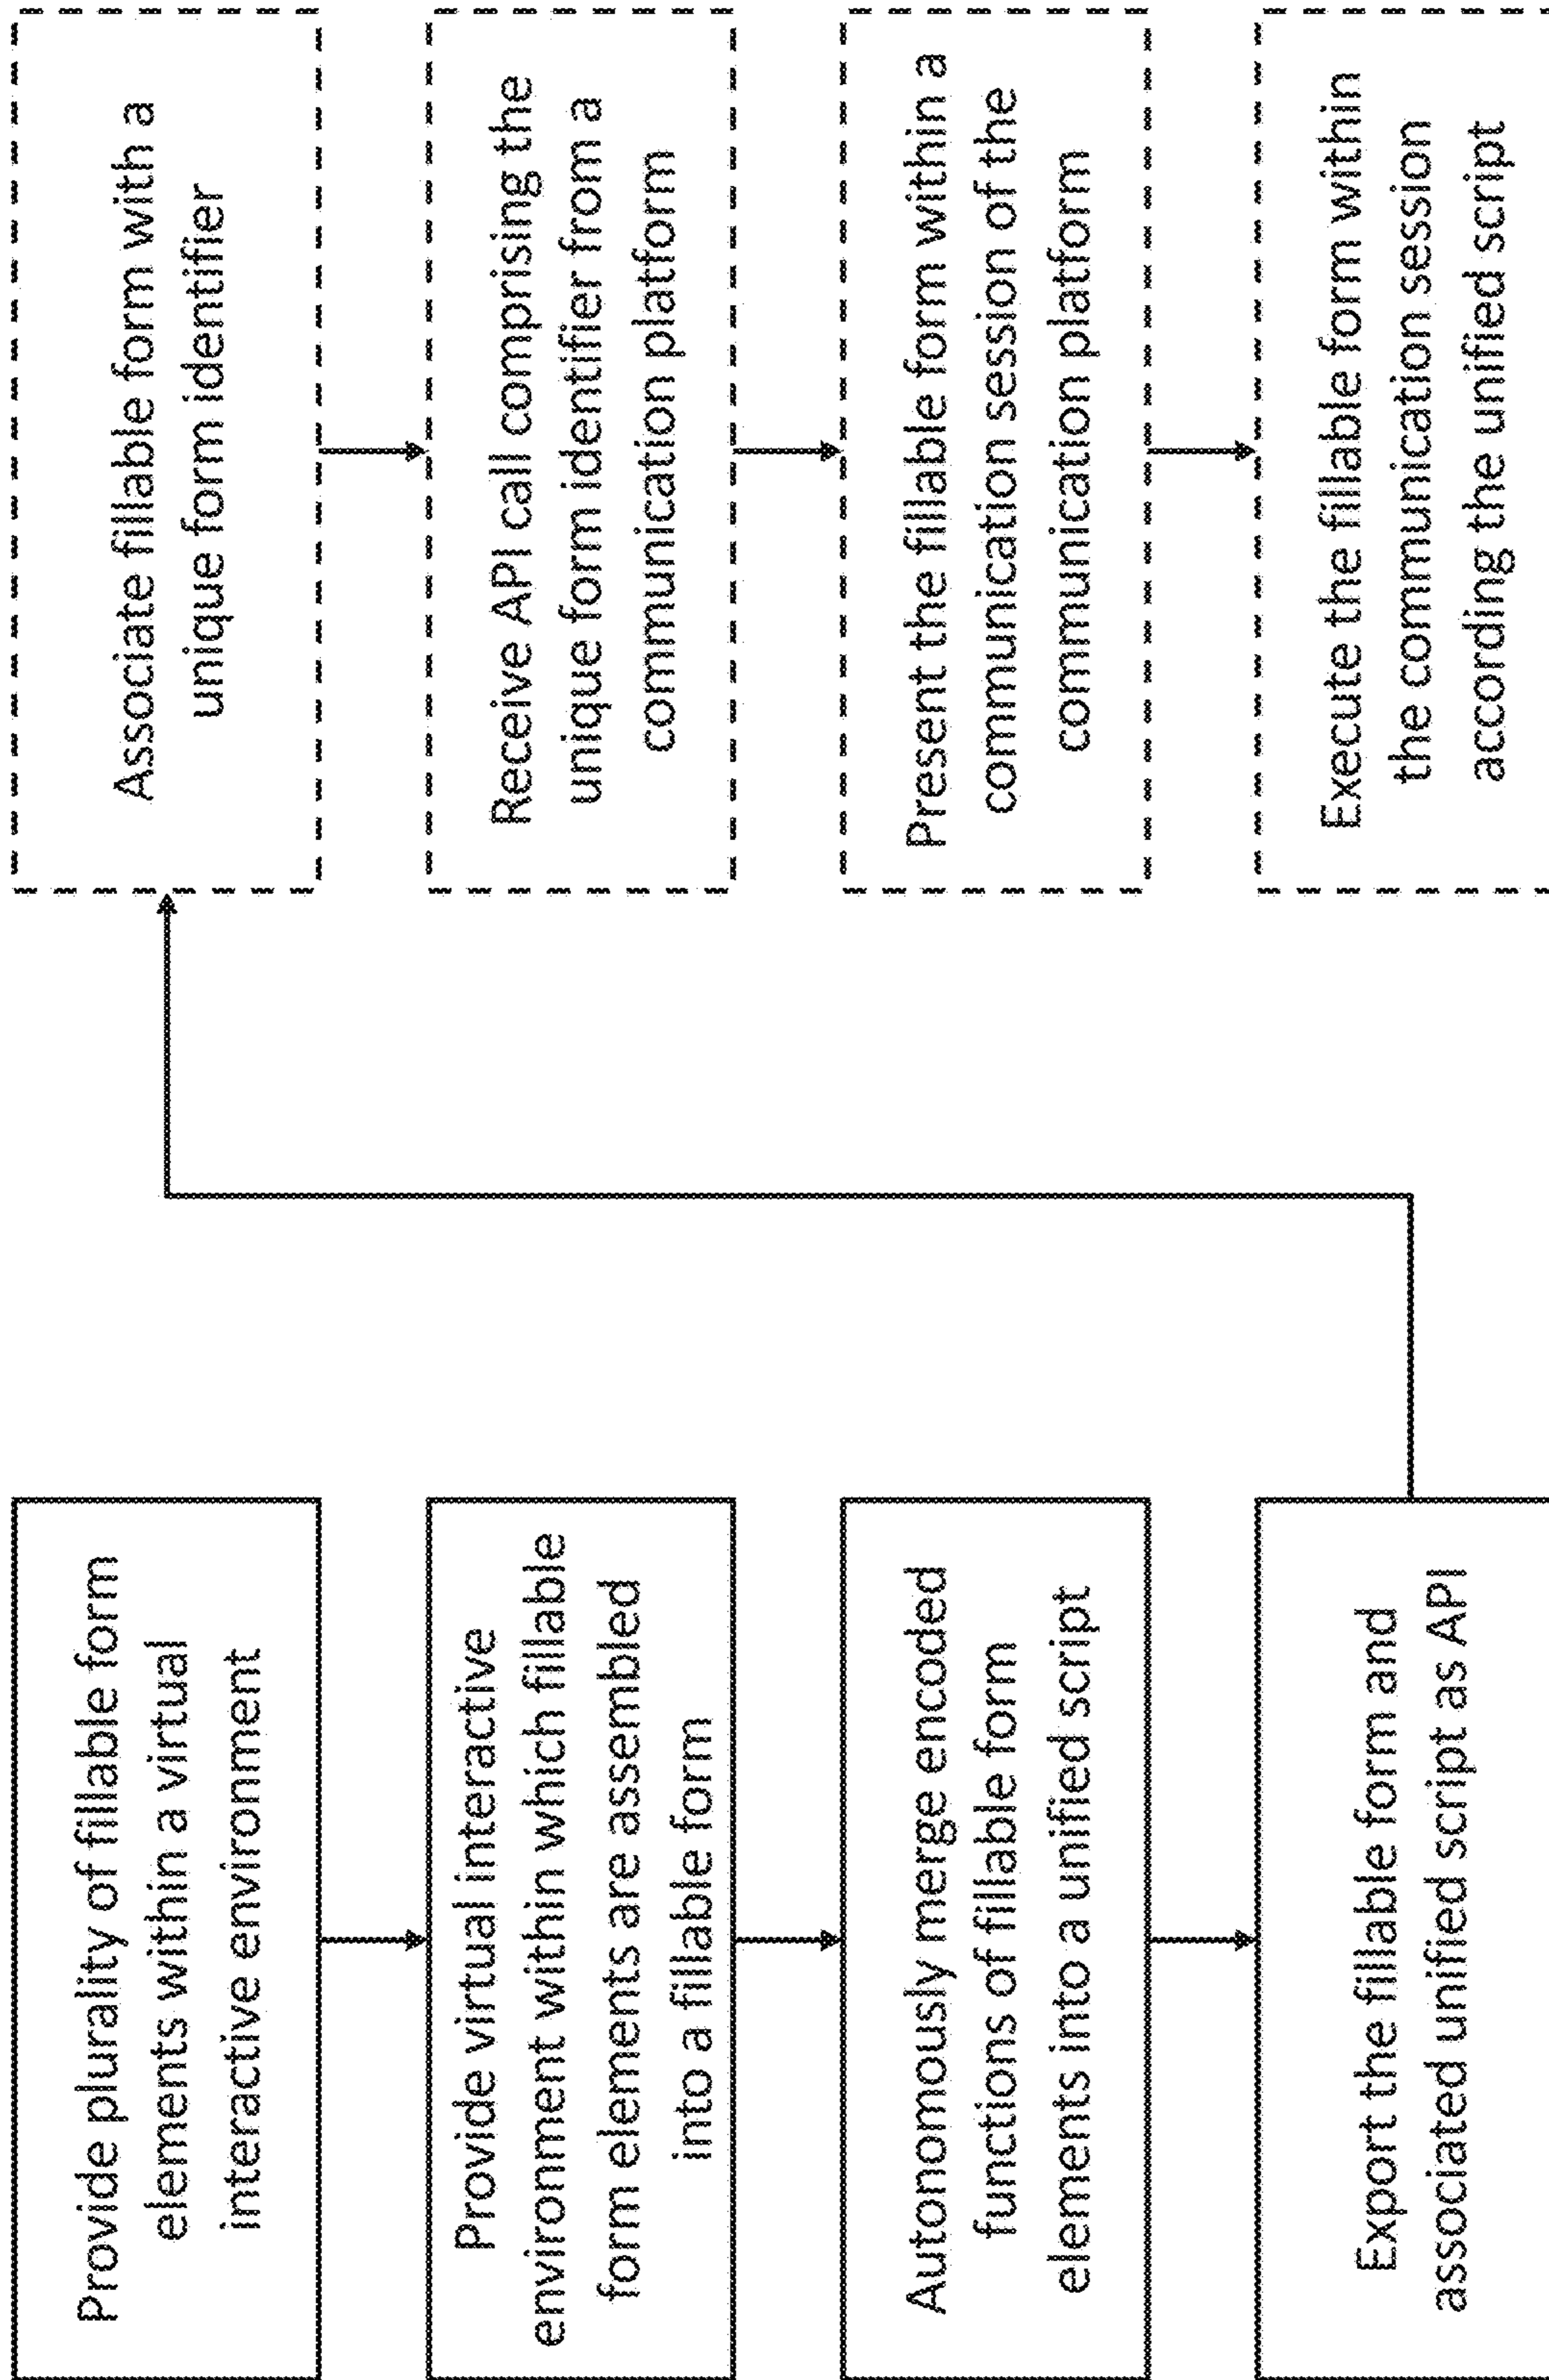 Provide plurality of fillable form
elements within a virtual
interactive environment
Provide virtual interactive
environment within which fillable
form elements are assembled
into a fillable form
Autonomously merge encoded
functions of fillable form
elements into a unified script
Export the fillable form and
associated unified script as API
Associate fillable form with a
unique form identifier
Receive API call comprising the
unique form identifier from a
communication platform
Present the fillable form within a
communication session of the
communication platform
Execute the fillable form within
the communication session
according the unified script